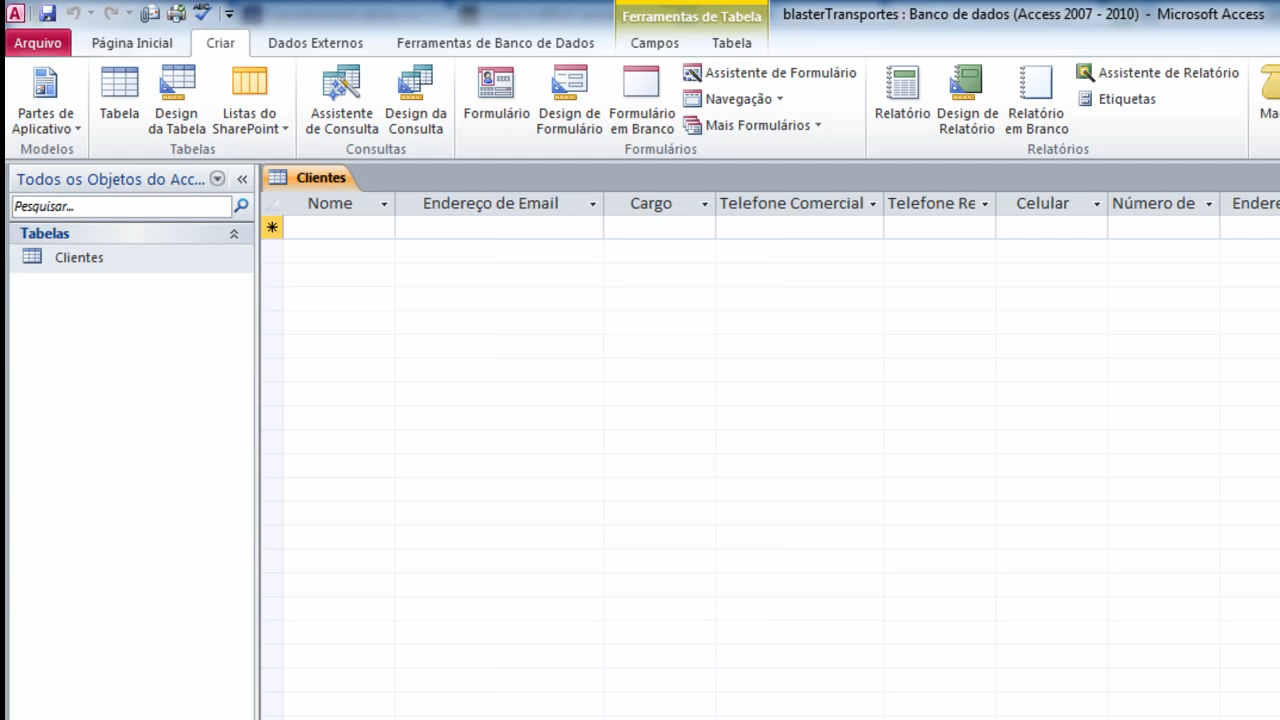 blasterTransportes : Banco de dados (Access 2007 - 2010) - Microsoft Access
Ferramentas de Tabela
Arquivo Página Inicial Criar Dados Externos Ferramentas de Banco de Dados Campos Tabela
Partes de Aplicativo
Modelos
Tabela
Design da Tabela
Listas do SharePoint
Tabelas
Assistente de Consulta
Design da Consulta
Consultas
Formulário
Design de Formulário
Formulário em Branco
Assistente de Formulário
Navegação
Mais Formulários
Formulários
Relatório
Design de Relatório
Relatório em Branco
Assistente de Relatório
Etiquetas
Relatórios
Ma
Todos os Objetos do Acc...
Pesquisar...
Tabelas
Clientes
Clientes
Nome Endereço de Email Cargo Telefone Comercial Telefone Re Celular Número de Endere